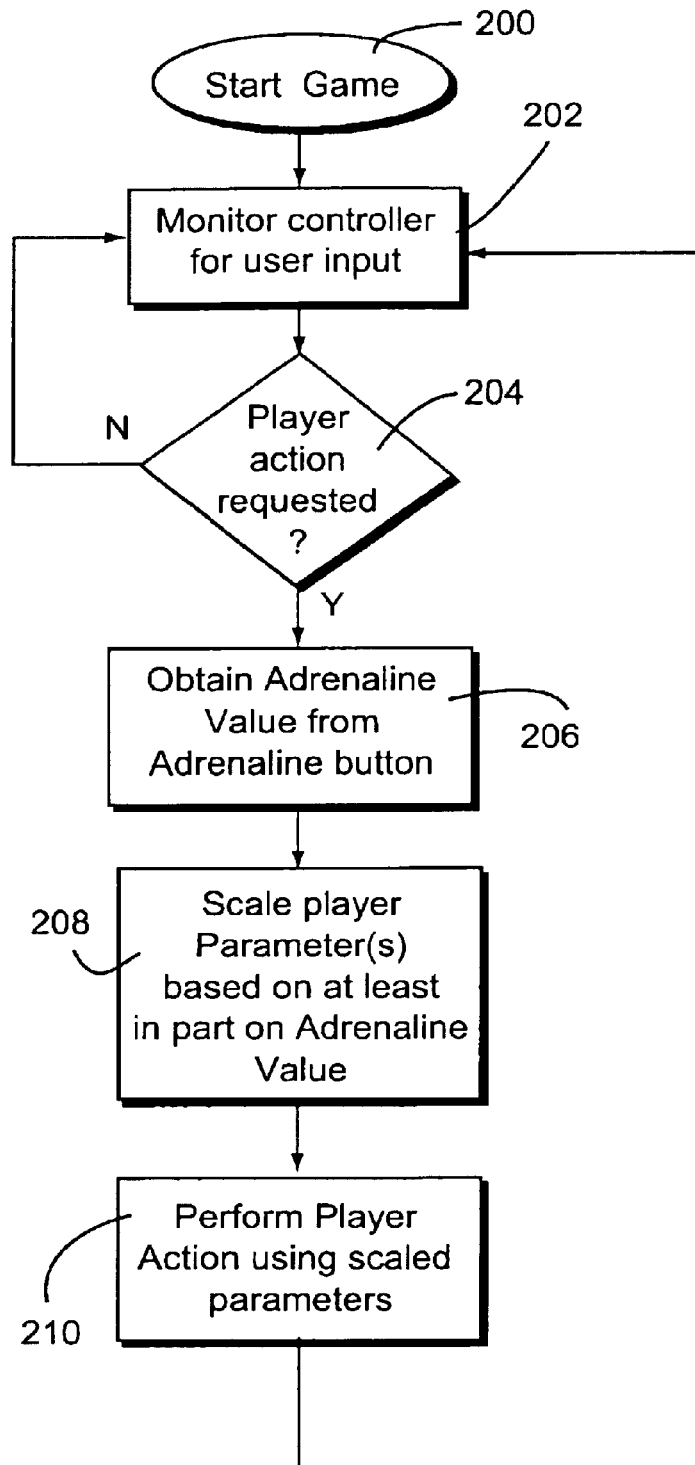 200
Start Game
202
Monitor controller
for user input
204
Player
action
requested
?
N
Y
Obtain Adrenaline
Value from
Adrenaline button
206
208
Scale player
Parameter(s)
based on at least
in part on Adrenaline
Value
Perform Player
Action using scaled
parameters
210